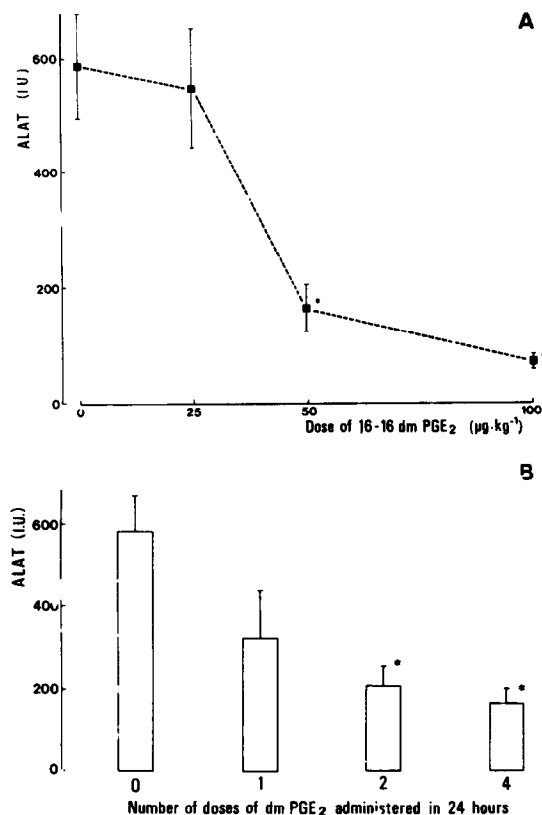 A
ALAT (I.U)
600
400
200
0
0 25 50 100
Dose of 16-16 dm PGE₂ (µg·kg⁻¹)
B
ALAT (I.U.)
600
400
200
0
* *
0 1 2 4
Number of doses of dm PGE₂ administered in 24 hours